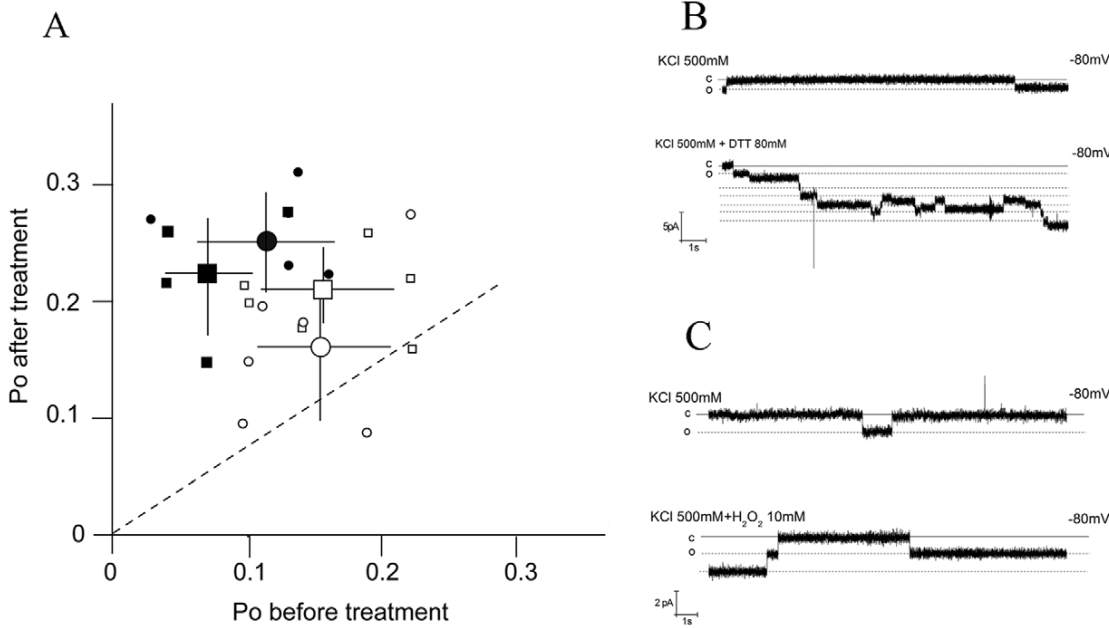 A
Po after treatment
0.3
0.2
0.1
0
0
0.1
0.2
0.3
Po before treatment
B
KCl 500mM
-80mV
c
o
KCl 500mM + DTT 80mM
-80mV
c
o
5pA
1s
C
KCl 500mM
-80mV
c
o
KCl 500mM+H₂O₂ 10mM
-80mV
c
o
2 pA
1s